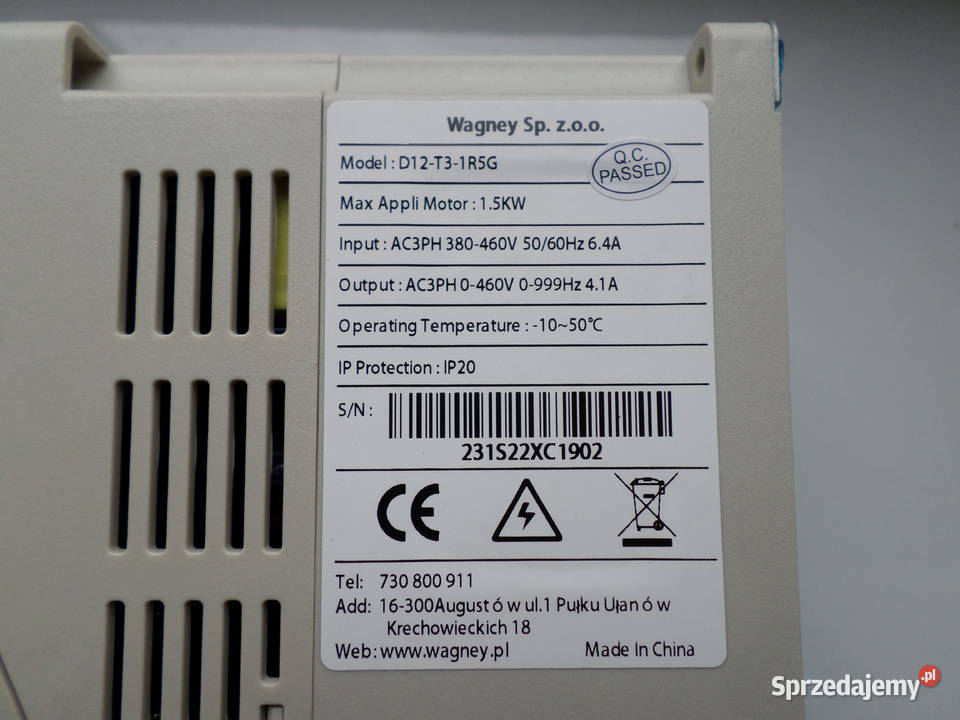 Wagney Sp. z.o.o.
Model : D12-T3-1R5G
Q.C.
PASSED
Max Appli Motor : 1.5KW
Input : AC3PH 380-460V 50/60Hz 6.4A
Output : AC3PH 0-460V 0-999Hz 4.1A
Operating Temperature : -10~50℃
IP Protection : IP20
S/N :
231S22XC1902
CE
Tel: 730 800 911
Add: 16-300August ó w ul.1 Pułku Ułan ó w
Krechowieckich 18
Web: www.wagney.pl Made In China
Sprzedajemy.pl